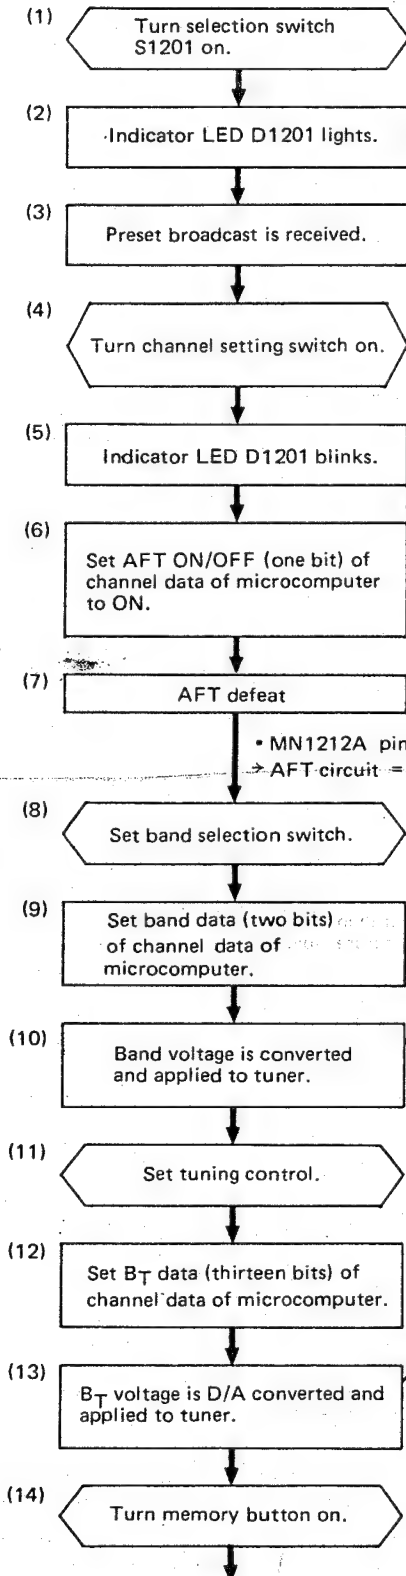 (1)
Turn selection switch
S1201 on.
(2)
Indicator LED D1201 lights.
(3)
Preset broadcast is received.
(4)
Turn channel setting switch on.
(5)
Indicator LED D1201 blinks.
(6)
Set AFT ON/OFF (one bit) of
channel data of microcomputer
to ON.
(7)
AFT defeat
• MN1212A pin
→ AFT circuit =
(8)
Set band selection switch.
(9)
Set band data (two bits)
of channel data of
microcomputer.
(10)
Band voltage is converted
and applied to tuner.
(11)
Set tuning control.
(12)
Set BT data (thirteen bits) of
channel data of microcomputer.
(13)
BT voltage is D/A converted and
applied to tuner.
(14)
Turn memory button on.